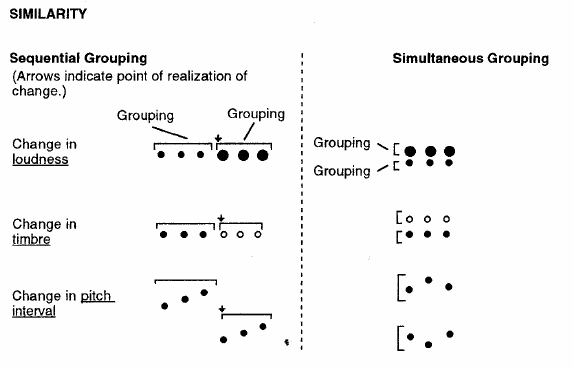 SIMILARITY
Sequential Grouping
(Arrows indicate point of realization of
change.)
Simultaneous Grouping
Grouping
Grouping
Change in
loudness
Grouping
Grouping
Change in
timbre
Change in pitch
interval